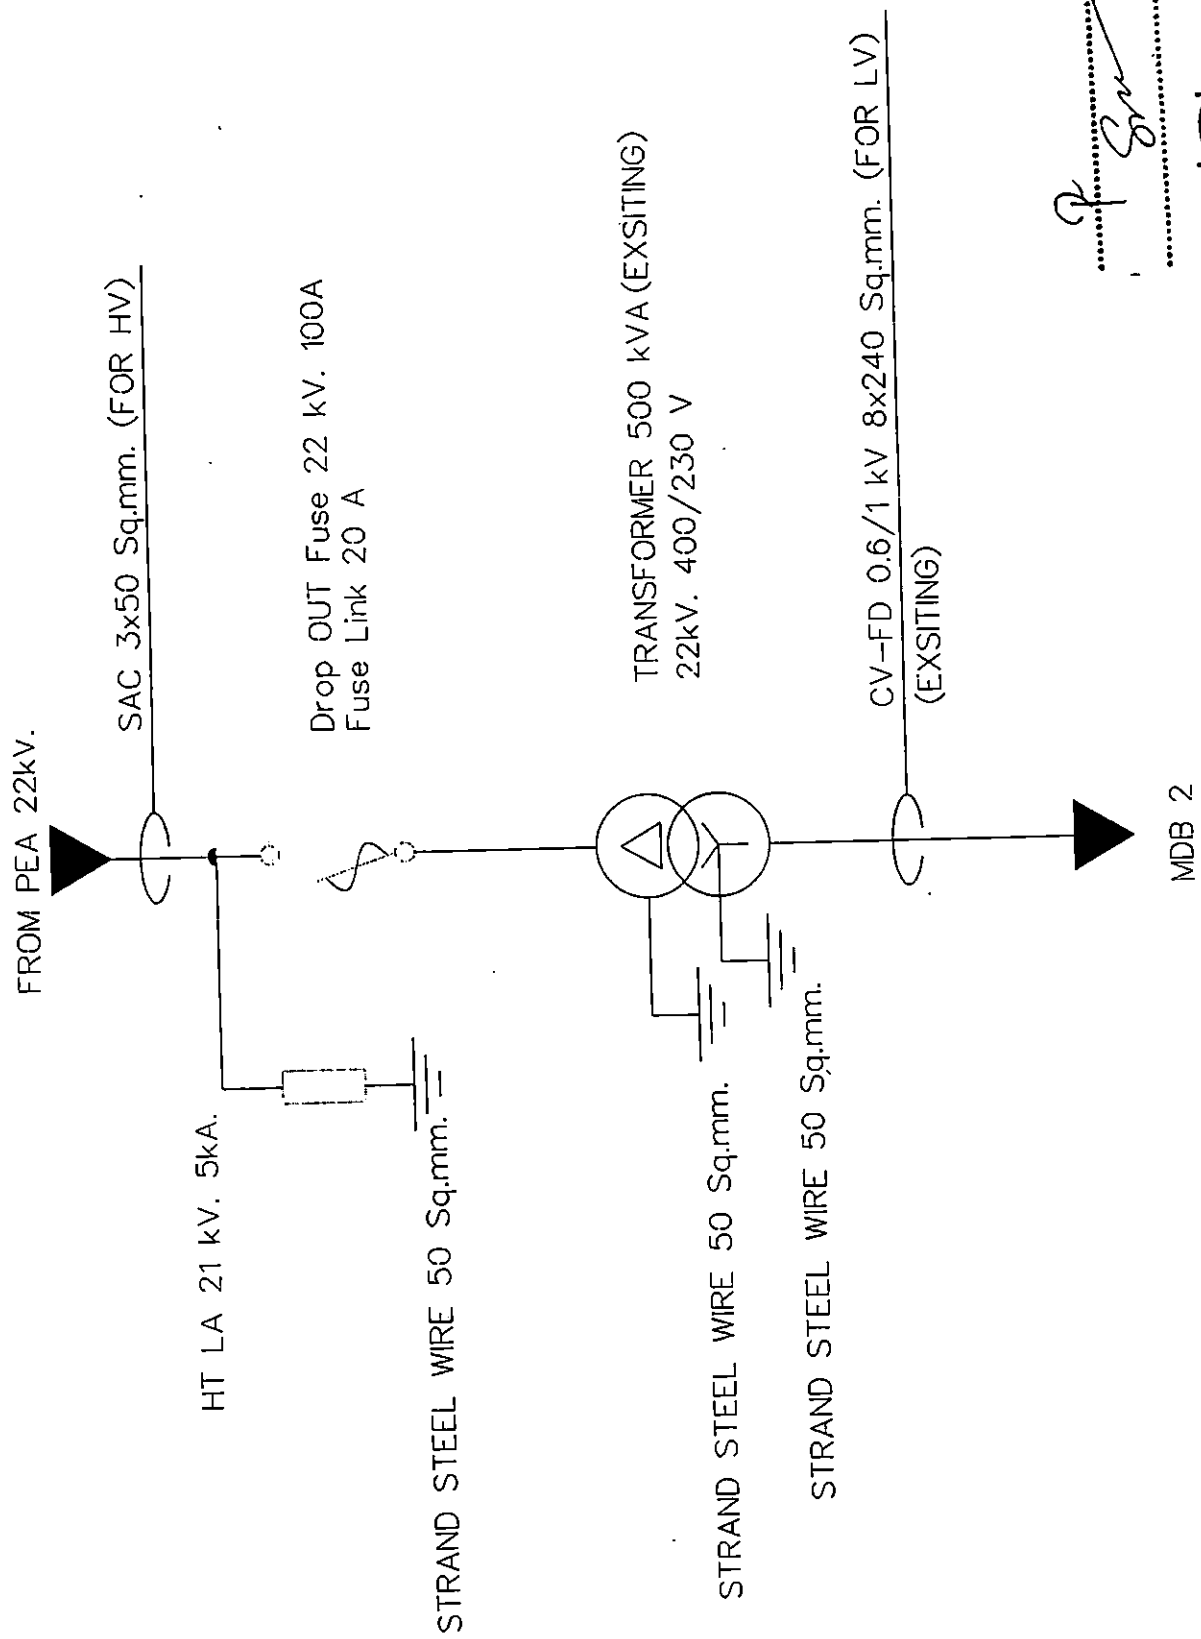 FROM PEA 22kV.
SAC 3x50 Sq.mm. (FOR HV)
HT LA 21 kV. 5kA.
Drop OUT Fuse 22 kV. 100A
Fuse Link 20 A
STRAND STEEL WIRE 50 Sq.mm.
TRANSFORMER 500 kVA (EXSITING)
22kV. 400/230 V
STRAND STEEL WIRE 50 Sq.mm.
STRAND STEEL WIRE 50 Sq.mm.
CV-FD 0.6/1 kV 8x240 Sq.mm. (FOR LV)
(EXSITING)
MDB 2